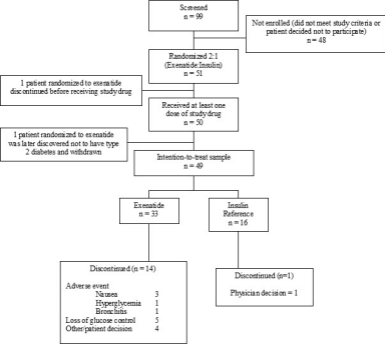 Screened
n = 99
Not enrolled (did not meet study criteria or
patient decided not to participate)
n = 48
Randomized 2:1
(Exenatide Insulin)
n = 51
1 patient randomized to exenatide
discontinued before receiving study drug
Received at least one
dose of study drug
n = 50
1 patient randomized to exenatide
was later discovered not to have type
2 diabetes and withdrawn
Intention-to-treat sample
n = 49
Exenatide
n = 33
Insulin
Reference
n = 16
Discontinued (n = 14)
Adverse event
Nausea 3
Hyperglycemia 1
Bronchitis 1
Loss of glucose control 5
Other/patient decision 4
Discontinued (n=1)
Physician decision = 1